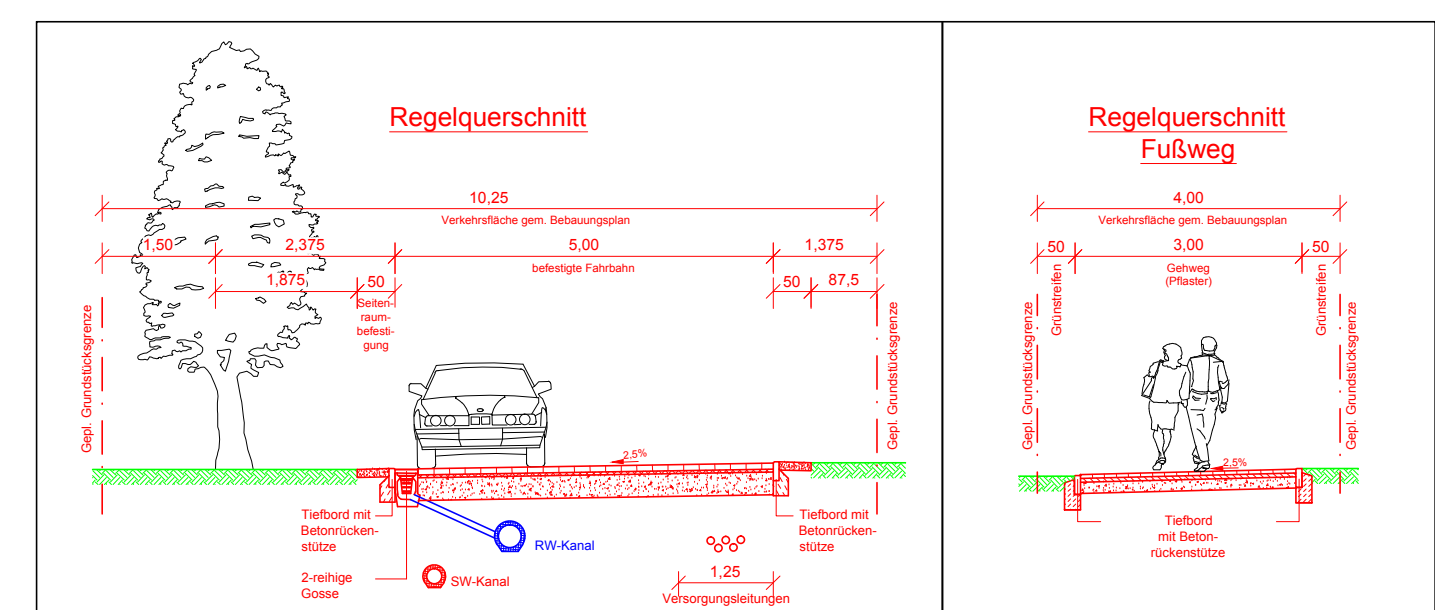 Regelquerschnitt
10,25
Verkehrsfläche gem. Bebauungsplan
1,50
2,375
5,00
1,375
befestigte Fahrbahn
1,875
50
50
87,5
Seiten-
raum-
befesti-
gung
Gepl. Grundstücksgrenze
Gepl. Grundstücksgrenze
2,5%
Tiefbord mit
Betonrücken-
stütze
2-reihige
Gosse
RW-Kanal
SW-Kanal
Tiefbord mit
Betonrücken-
stütze
1,25
Versorgungsleitungen
Regelquerschnitt
Fußweg
4,00
Verkehrsfläche gem. Bebauungsplan
50
3,00
50
Gehweg
(Pflaster)
Grünstreifen
Grünstreifen
Gepl. Grundstücksgrenze
Gepl. Grundstücksgrenze
2,5%
Tiefbord
mit Beton-
rückenstütze